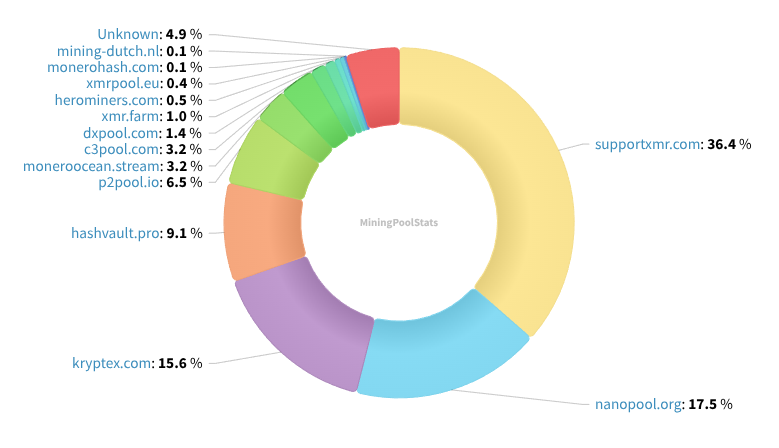 Unknown: 4.9 %
mining-dutch.nl: 0.1 %
monerohash.com: 0.1 %
xmrpool.eu: 0.4 %
herominers.com: 0.5 %
xmr.farm: 1.0 %
dxpool.com: 1.4 %
c3pool.com: 3.2 %
moneroocean.stream: 3.2 %
p2pool.io: 6.5 %
hashvault.pro: 9.1 %
kryptex.com: 15.6 %
MiningPoolStats
supportxmr.com: 36.4 %
nanopool.org: 17.5 %